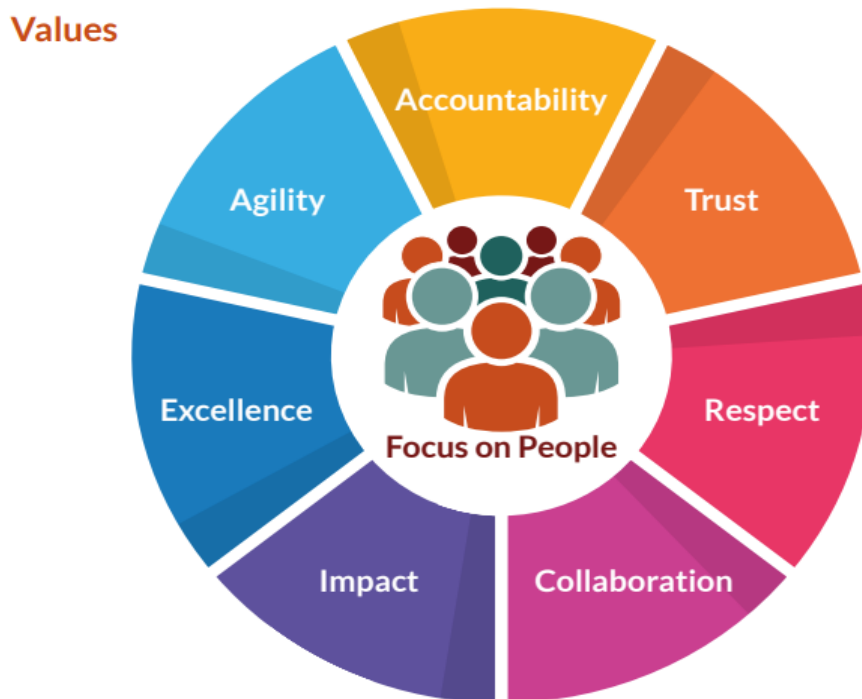 Values
Accountability
Trust
Respect
Collaboration
Impact
Excellence
Agility
Focus on People